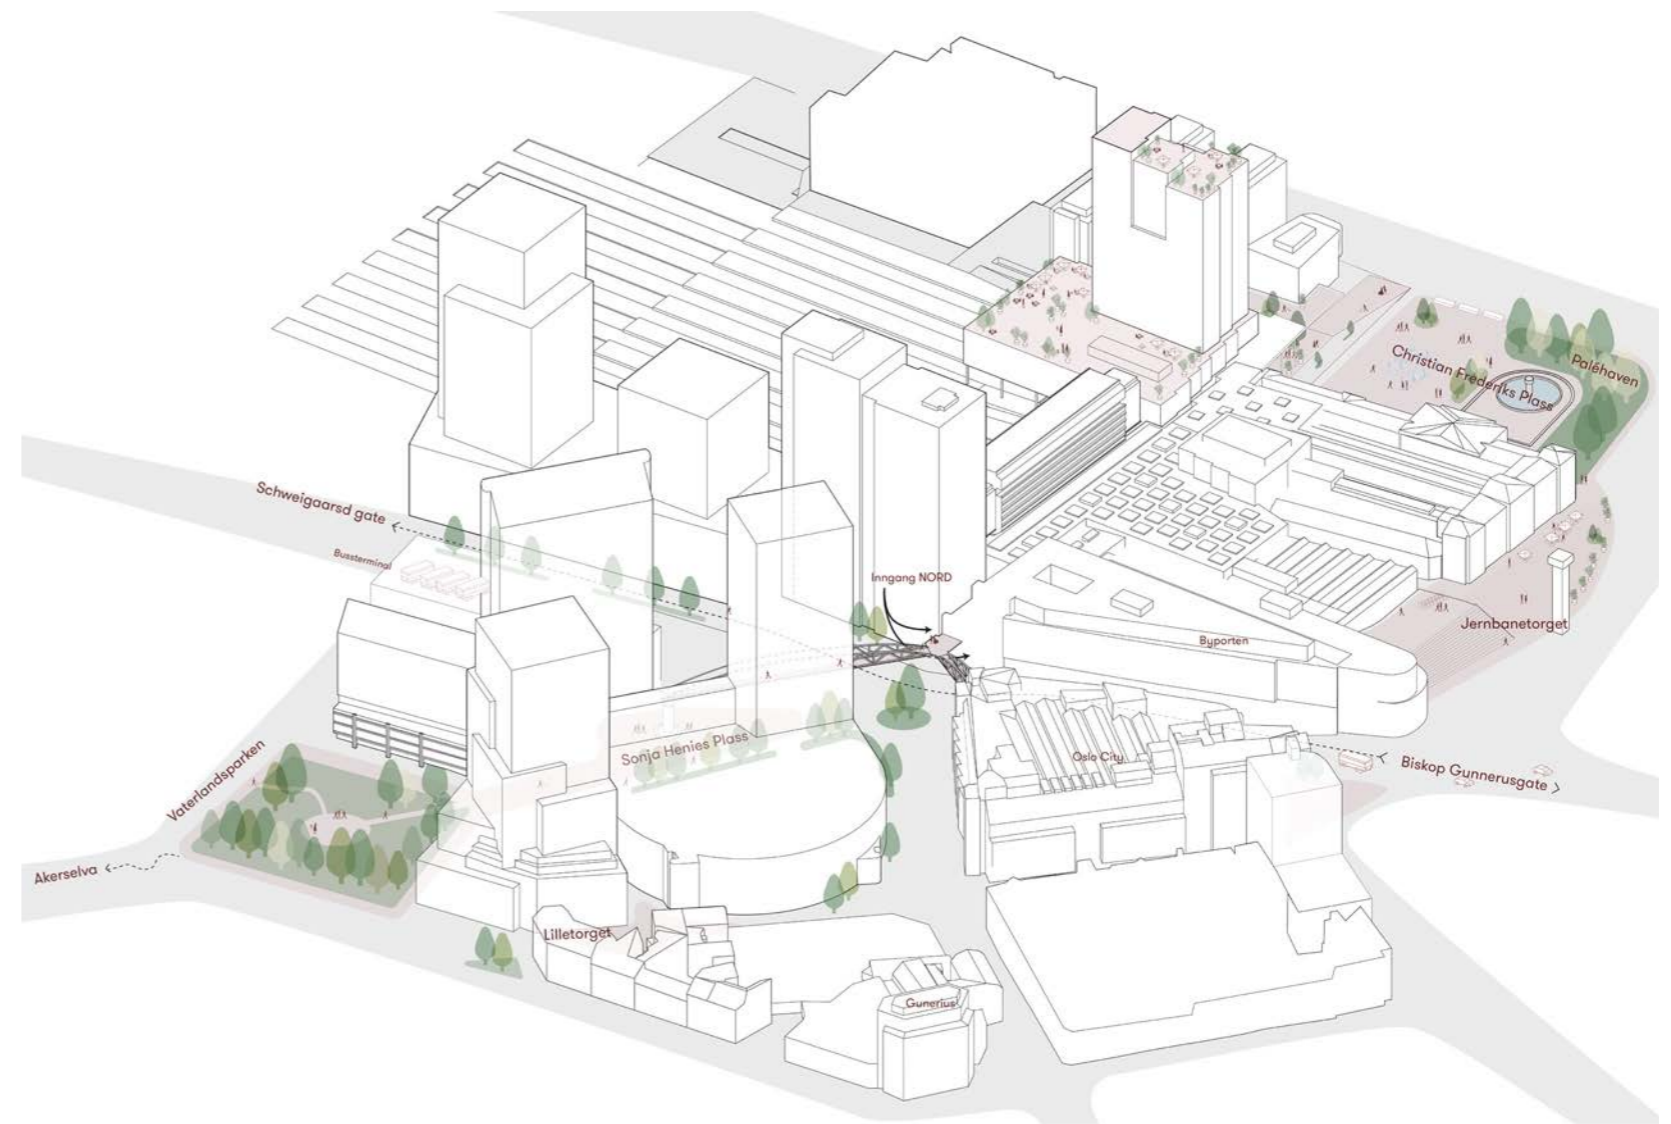 Christian Frederiks Plass
Paléhaven
Schweigaarsd gate
Bussterminal
Inngang NORD
Jernbanetorget
Byporten
Sonja Henies Plass
Oslo City
Biskop Gunnerusgate
Vaterlandsparken
Akerselva
Lilletorget
Gunerius